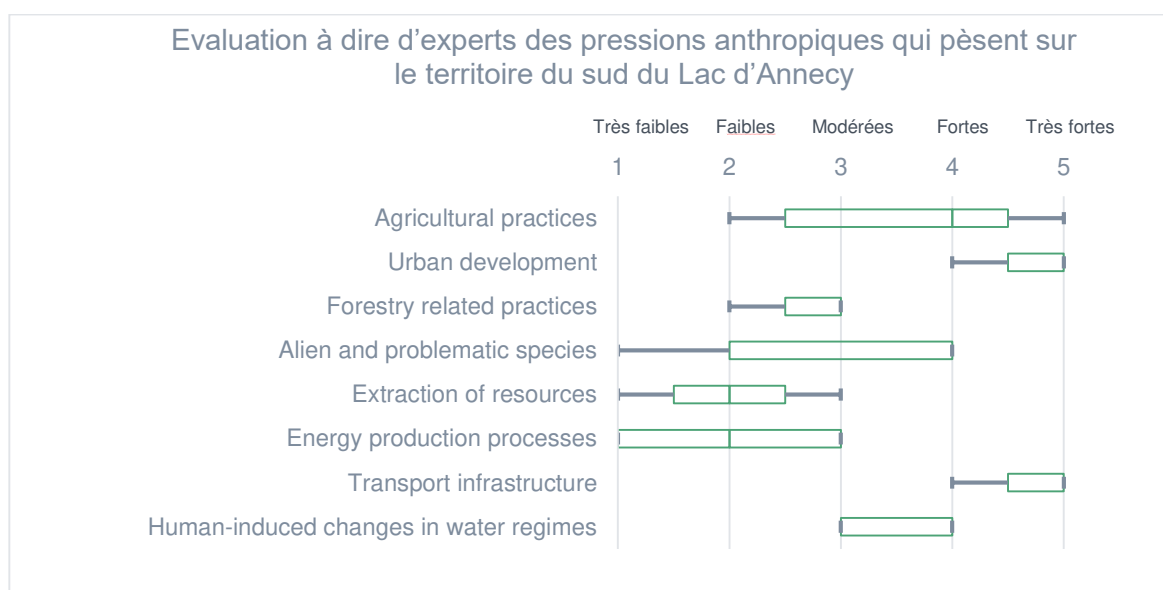 Evaluation à dire d’experts des pressions anthropiques qui pèsent sur
le territoire du sud du Lac d’Annecy
Très faibles Faibles Modérées Fortes Très fortes
1 2 3 4 5
Agricultural practices
Urban development
Forestry related practices
Alien and problematic species
Extraction of resources
Energy production processes
Transport infrastructure
Human-induced changes in water regimes